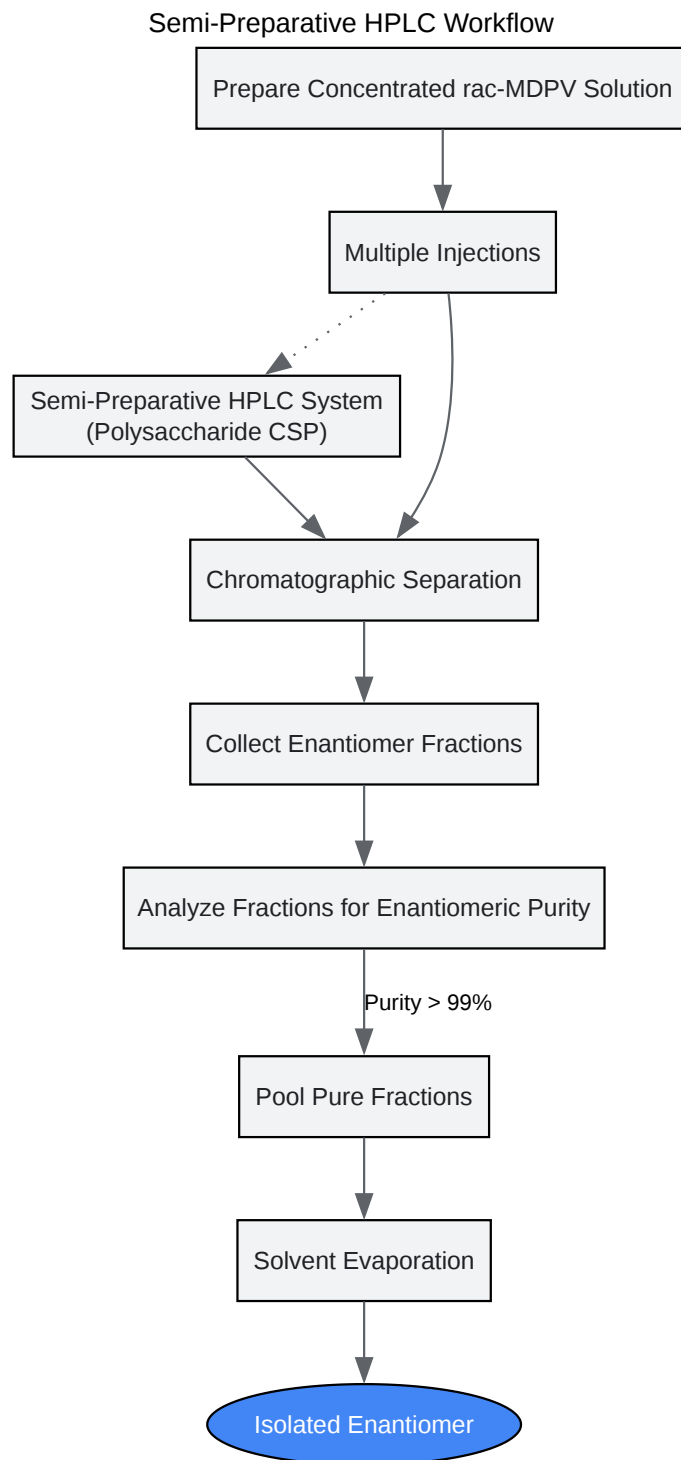 Semi-Preparative HPLC Workflow
Prepare Concentrated rac-MDPV Solution
Multiple Injections
Semi-Preparative HPLC System
(Polysaccharide CSP)
Chromatographic Separation
Collect Enantiomer Fractions
Analyze Fractions for Enantiomeric Purity
Purity > 99%
Pool Pure Fractions
Solvent Evaporation
Isolated Enantiomer